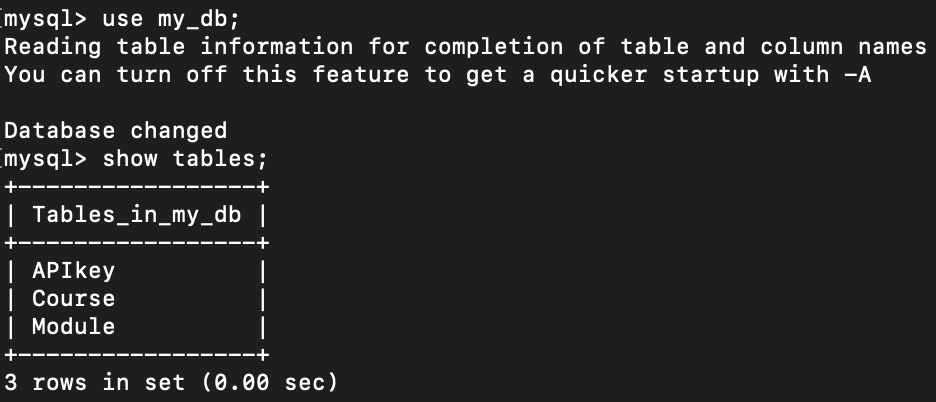 mysql> use my_db;
Reading table information for completion of table and column names
You can turn off this feature to get a quicker startup with -A

Database changed
mysql> show tables;
+-----------------+
| Tables_in_my_db |
+-----------------+
| APIkey          |
| Course          |
| Module          |
+-----------------+
3 rows in set (0.00 sec)